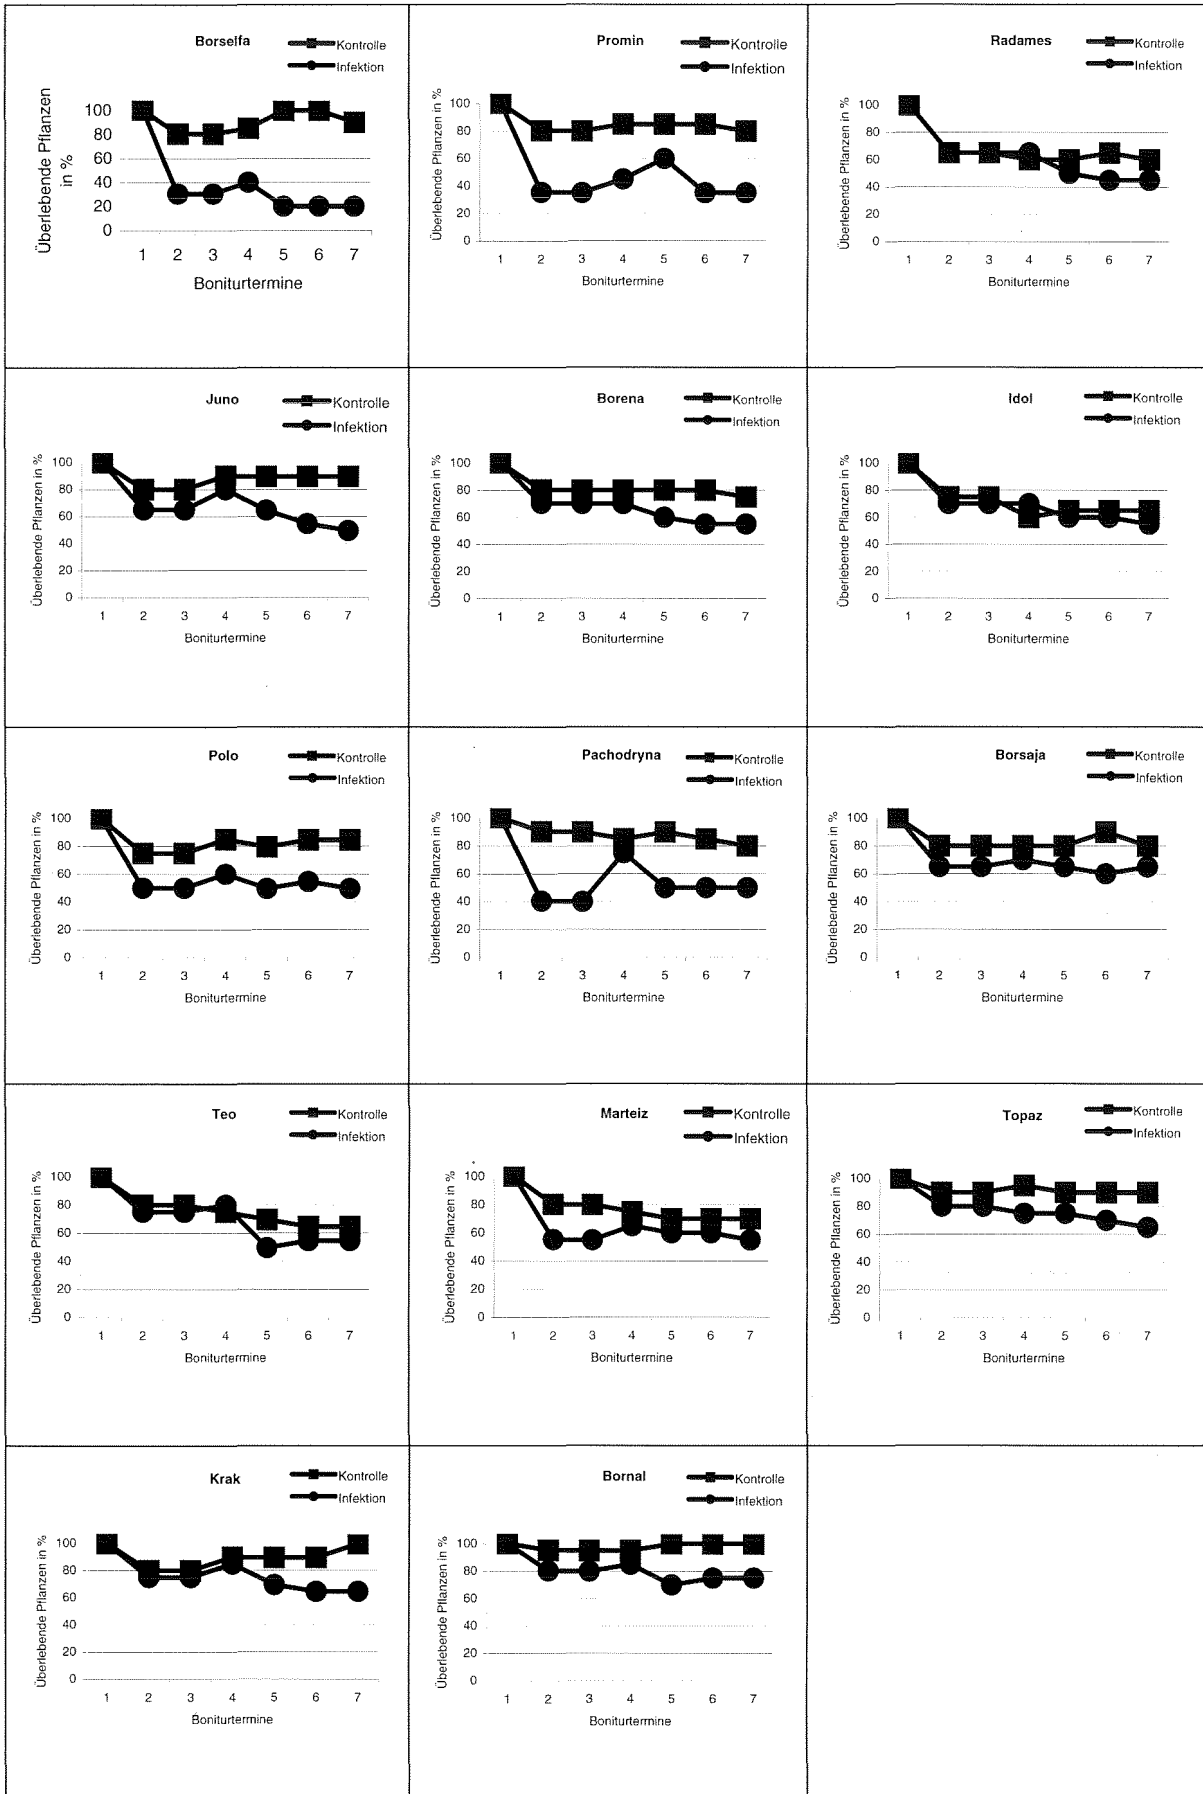 Borselfa
Kontrolle
Infektion
Überlebende Pflanzen
in %
100
80
60
40
20
0
1 2 3 4 5 6 7
Boniturtermine
Promin
Kontrolle
Infektion
Überlebende Pflanzen in %
100
80
60
40
20
0
1 2 3 4 5 6 7
Boniturtermine
Radames
Kontrolle
Infektion
Überlebende Pflanzen in %
100
80
60
40
20
0
1 2 3 4 5 6 7
Boniturtermine
Juno
Kontrolle
Infektion
Überlebende Pflanzen in %
100
80
60
40
20
0
1 2 3 4 5 6 7
Boniturtermine
Borena
Kontrolle
Infektion
Überlebende Pflanzen in %
100
80
60
40
20
0
1 2 3 4 5 6 7
Boniturtermine
Idol
Kontrolle
Infektion
Überlebende Pflanzen in %
100
80
60
40
20
0
1 2 3 4 5 6 7
Boniturtermine
Polo
Kontrolle
Infektion
Überlebende Pflanzen in %
100
80
60
40
20
0
1 2 3 4 5 6 7
Boniturtermine
Pachodryna
Kontrolle
Infektion
Überlebende Pflanzen in %
100
80
60
40
20
0
1 2 3 4 5 6 7
Boniturtermine
Borsaja
Kontrolle
Infektion
Überlebende Pflanzen in %
100
80
60
40
20
0
1 2 3 4 5 6 7
Boniturtermine
Teo
Kontrolle
Infektion
Überlebende Pflanzen in %
100
80
60
40
20
0
1 2 3 4 5 6 7
Boniturtermine
Marteiz
Kontrolle
Infektion
Überlebende Pflanzen in %
100
80
60
40
20
0
1 2 3 4 5 6 7
Boniturtermine
Topaz
Kontrolle
Infektion
Überlebende Pflanzen in %
100
80
60
40
20
0
1 2 3 4 5 6 7
Boniturtermine
Krak
Kontrolle
Infektion
Überlebende Pflanzen in %
100
80
60
40
20
0
1 2 3 4 5 6 7
Boniturtermine
Bornal
Kontrolle
Infektion
Überlebende Pflanzen in %
100
80
60
40
20
0
1 2 3 4 5 6 7
Boniturtermine